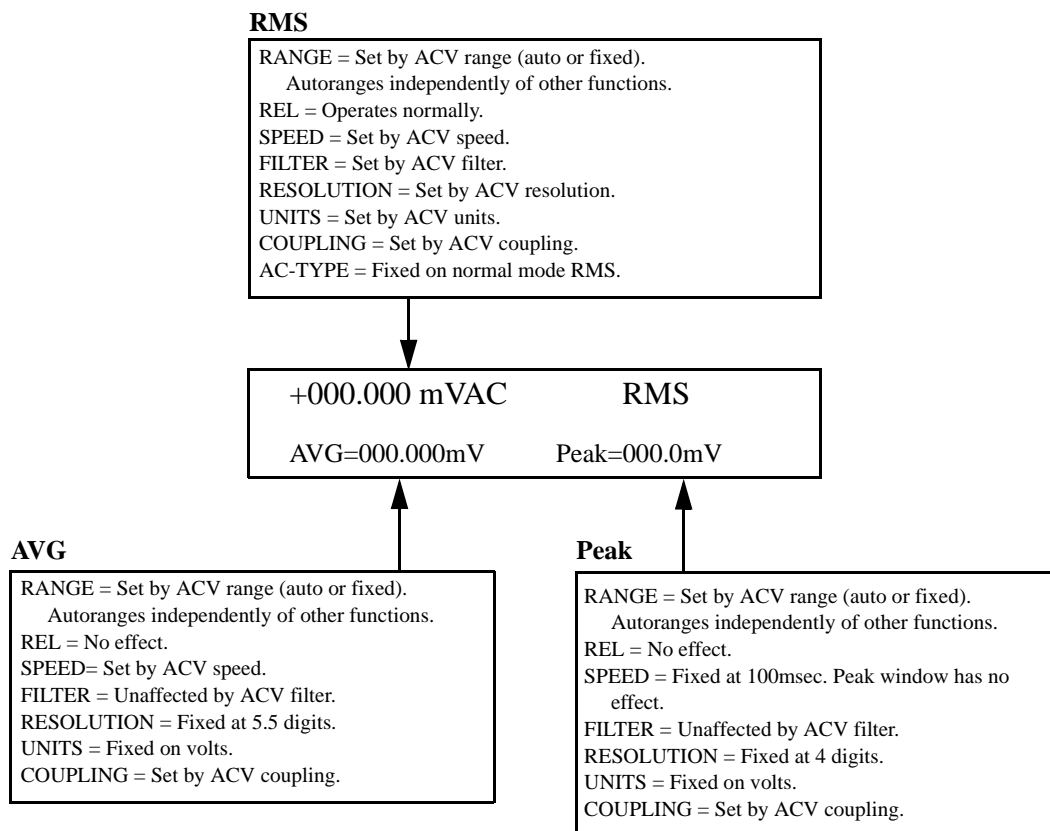 RMS
RANGE = Set by ACV range (auto or fixed).
Autoranges independently of other functions.
REL = Operates normally.
SPEED = Set by ACV speed.
FILTER = Set by ACV filter.
RESOLUTION = Set by ACV resolution.
UNITS = Set by ACV units.
COUPLING = Set by ACV coupling.
AC-TYPE = Fixed on normal mode RMS.
+000.000 mVAC RMS
AVG=000.000mV Peak=000.0mV
AVG
RANGE = Set by ACV range (auto or fixed).
Autoranges independently of other functions.
REL = No effect.
SPEED= Set by ACV speed.
FILTER = Unaffected by ACV filter.
RESOLUTION = Fixed at 5.5 digits.
UNITS = Fixed on volts.
COUPLING = Set by ACV coupling.
Peak
RANGE = Set by ACV range (auto or fixed).
Autoranges independently of other functions.
REL = No effect.
SPEED = Fixed at 100msec. Peak window has no
effect.
FILTER = Unaffected by ACV filter.
RESOLUTION = Fixed at 4 digits.
UNITS = Fixed on volts.
COUPLING = Set by ACV coupling.